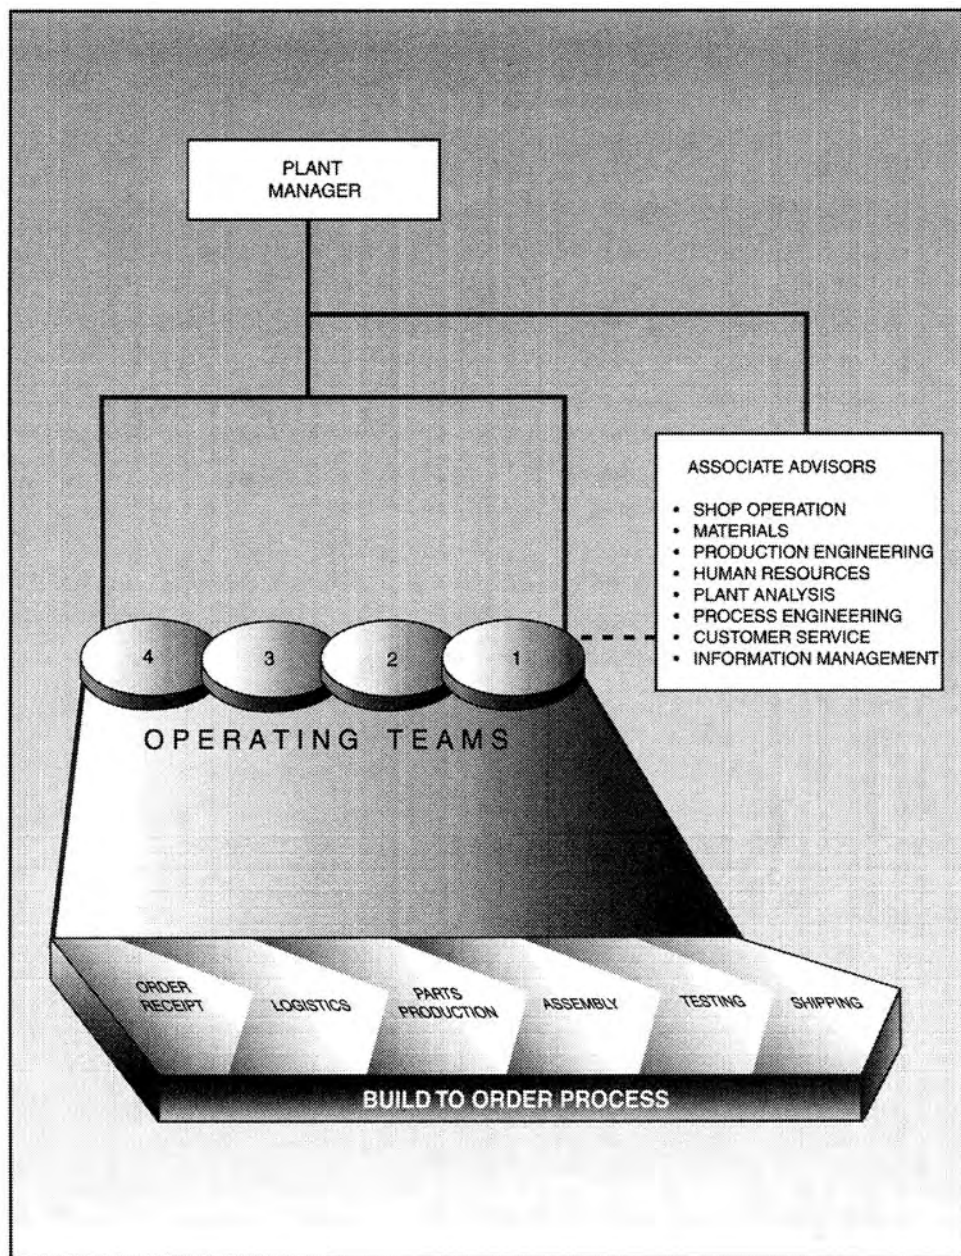 PLANT
MANAGER
ASSOCIATE ADVISORS
• SHOP OPERATION
• MATERIALS
• PRODUCTION ENGINEERING
• HUMAN RESOURCES
• PLANT ANALYSIS
• PROCESS ENGINEERING
• CUSTOMER SERVICE
• INFORMATION MANAGEMENT
4 3 2 1
OPERATING TEAMS
ORDER
RECEIPT
LOGISTICS
PARTS
PRODUCTION
ASSEMBLY
TESTING
SHIPPING
BUILD TO ORDER PROCESS